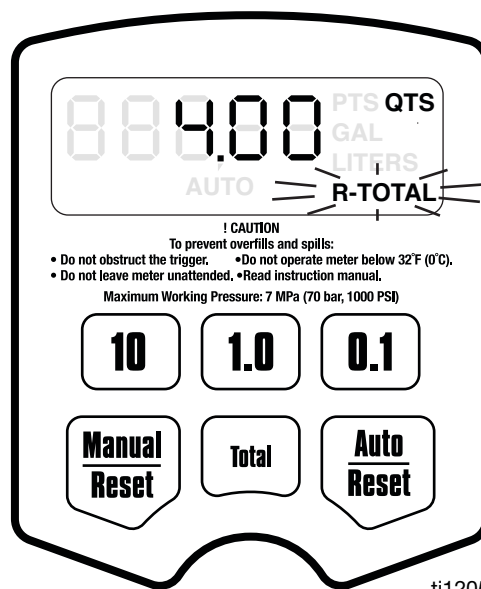 4.00 PTS QTS
GAL
LITERS
AUTO R-TOTAL
! CAUTION
To prevent overfills and spills:
• Do not obstruct the trigger. •Do not operate meter below 32°F (0°C).
• Do not leave meter unattended. •Read instruction manual.
Maximum Working Pressure: 7 MPa (70 bar, 1000 PSI)
10 1.0 0.1
Manual Total Auto
Reset Reset